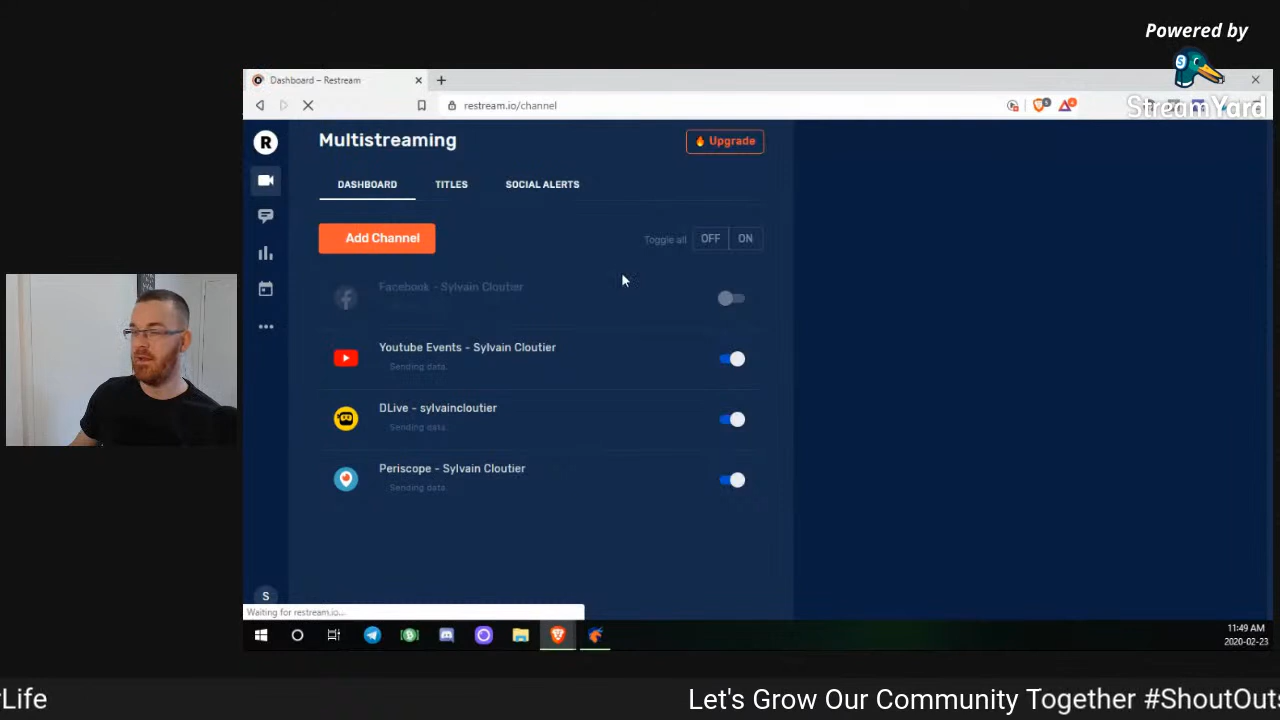 Powered by
StreamYard
Dashboard – Restream
restream.io/channel
Multistreaming
Upgrade
DASHBOARD
TITLES
SOCIAL ALERTS
Add Channel
Toggle all
OFF
ON
Facebook - Sylvain Cloutier
Youtube Events - Sylvain Cloutier
Sending data.
DLive - sylvaincloutier
Sending data.
Periscope - Sylvain Cloutier
Sending data.
S
Waiting for restream.io...
11:49 AM
2020-02-23
Let's Grow Our Community Together